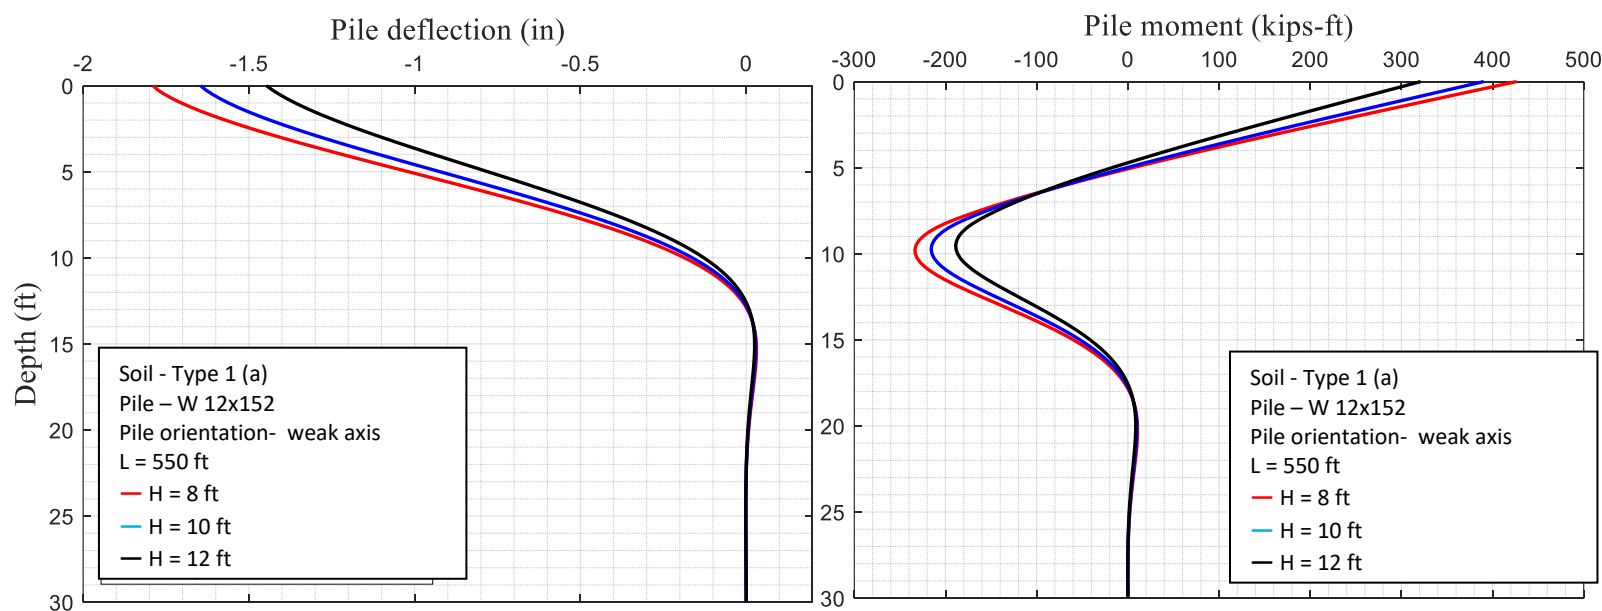 Pile deflection (in)
-2 -1.5 -1 -0.5 0
0
5
10
15
20
25
30
Depth (ft)
Soil - Type 1 (a)
Pile – W 12x152
Pile orientation-  weak axis
L = 550 ft
H = 8 ft
H = 10 ft
H = 12 ft
Pile moment (kips-ft)
-300 -200 -100 0 100 200 300 400 500
0
5
10
15
20
25
30
Soil - Type 1 (a)
Pile – W 12x152
Pile orientation-  weak axis
L = 550 ft
H = 8 ft
H = 10 ft
H = 12 ft